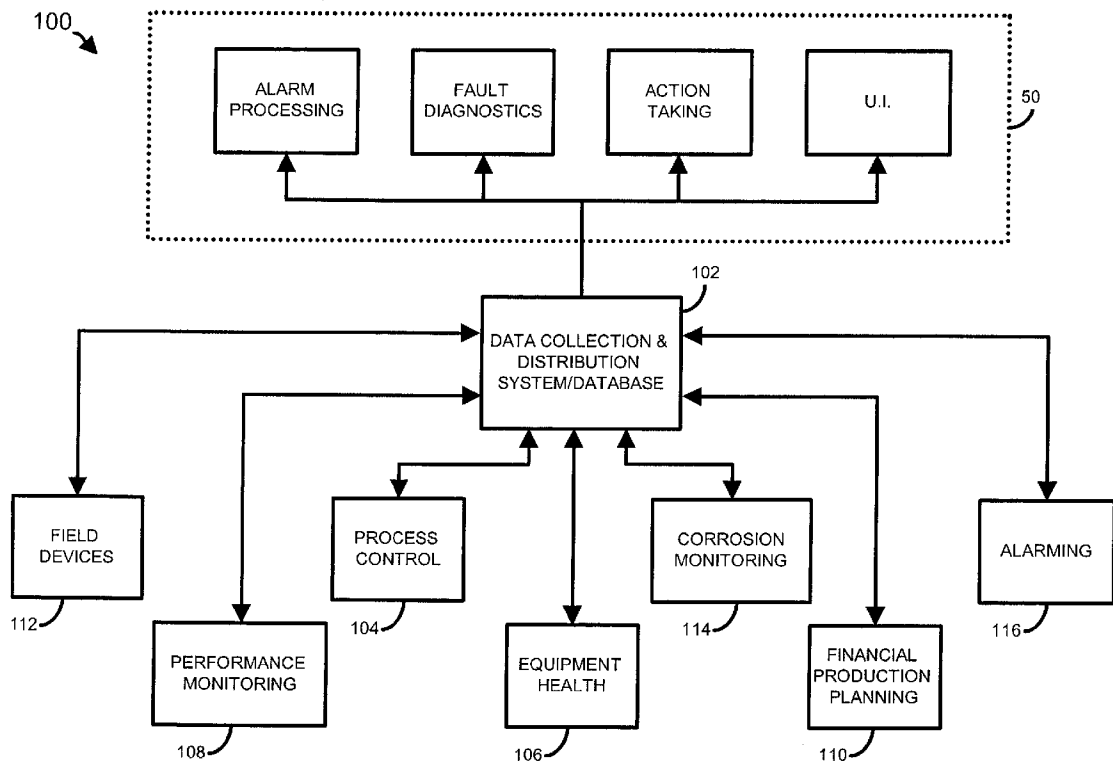 100
ALARM
PROCESSING
FAULT
DIAGNOSTICS
ACTION
TAKING
U.I.
50
102
DATA COLLECTION &
DISTRIBUTION
SYSTEM/DATABASE
FIELD
DEVICES
112
PROCESS
CONTROL
104
CORROSION
MONITORING
114
ALARMING
116
PERFORMANCE
MONITORING
108
EQUIPMENT
HEALTH
106
FINANCIAL
PRODUCTION
PLANNING
110